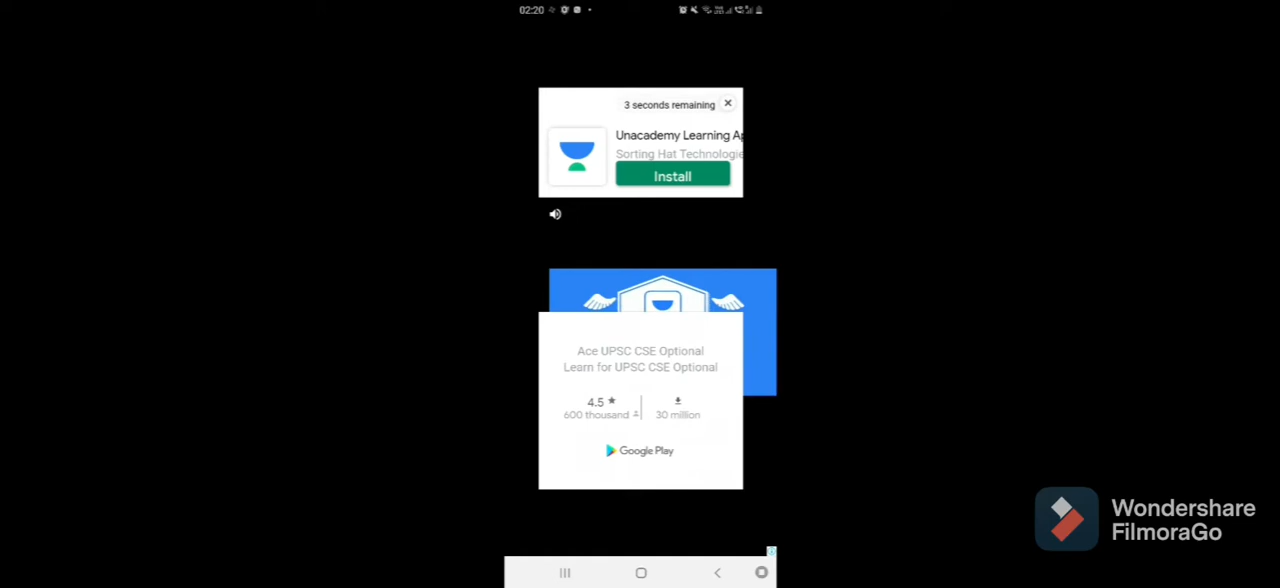 02:20
3 seconds remaining
Unacademy Learning Ap
Sorting Hat Technologie
Install
Ace UPSC CSE Optional
Learn for UPSC CSE Optional
4.5
600 thousand
30 million
Google Play
Wondershare
FilmoraGo